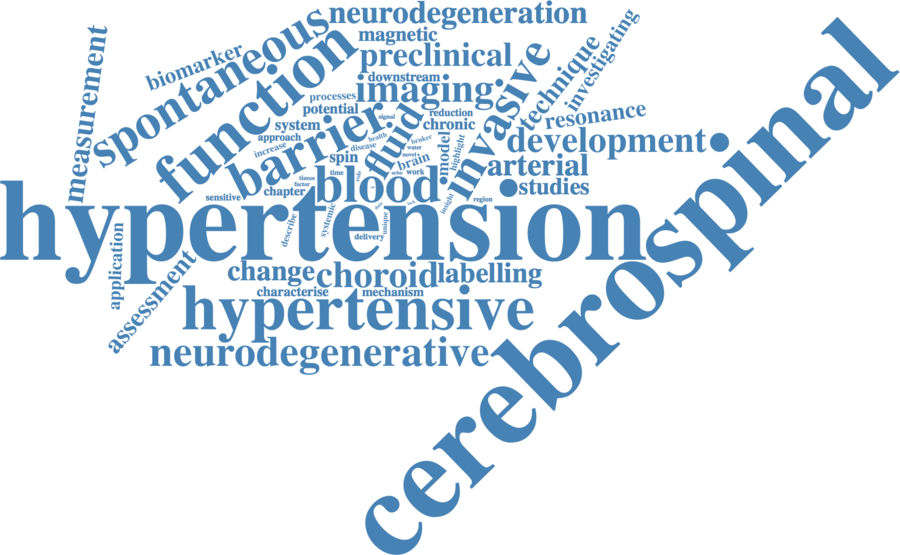 neurodegeneration
magnetic
spontaneous
biomarker
measurement
function
preclinical
downstream
imaging
invasive
technique
investigating
processes
potential
signal
reduction
resonance
system
barrier
fluid
chronic
approach
health
bruker
model
development
increase
disease
water
highlight
cerebrospinal
spin
novel
brain
arterial
time
echo
work
tissue
factor
chapter
blood
studies
sensitive
insight
region
hypertension
describe
systemic
unique
delivery
application
assessment
change
choroid
labelling
characterise
mechanism
hypertensive
neurodegenerative